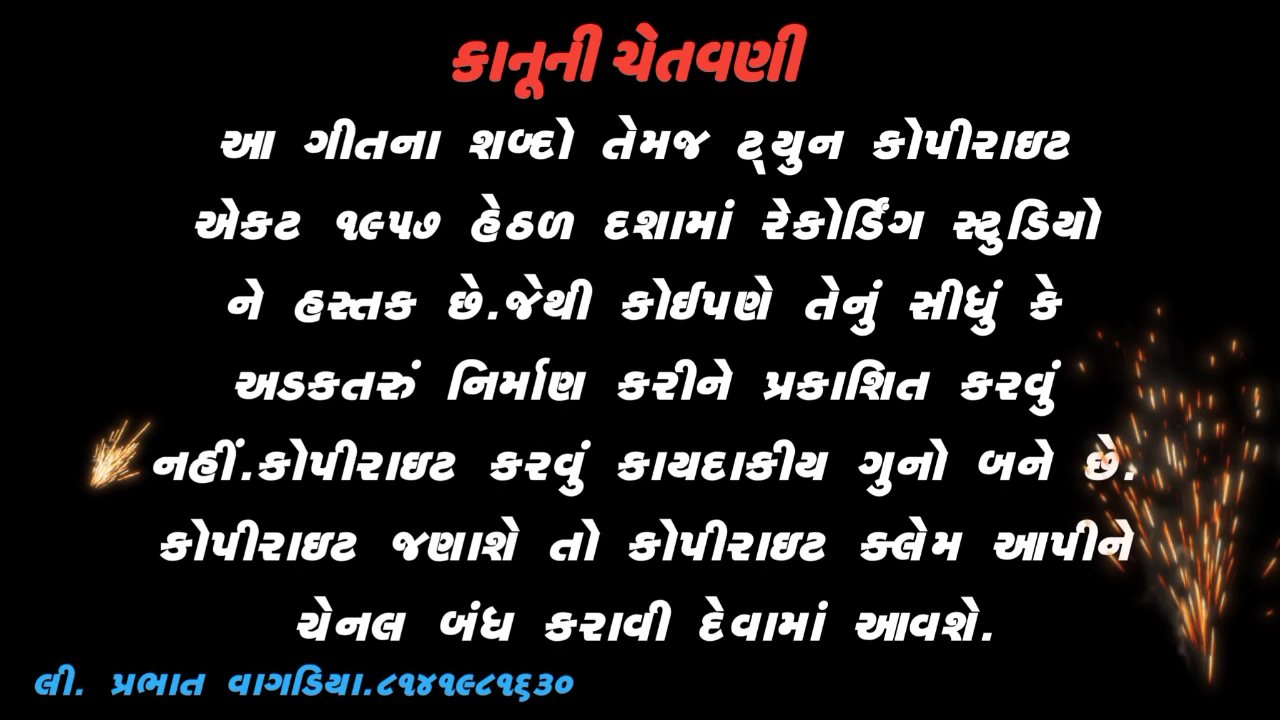 કાનૂની ચેતવણી
આ ગીતના શબ્દો તેમજ ટ્યુન કોપીરાઇટ
એકટ ૧૯૫૭ હેઠળ દશામાં રેકોર્ડિંગ સ્ટુડિયો
ને હસ્તક છે.જેથી કોઈપણે તેનું સીધું કે
અડકતરું નિર્માણ કરીને પ્રકાશિત કરવું
નહીં.કોપીરાઇટ કરવું કાયદાકીય ગુનો બને છે.
કોપીરાઇટ જણાશે તો કોપીરાઇટ ક્લેમ આપીને
ચેનલ બંધ કરાવી દેવામાં આવશે.
લી. પ્રભાત વાગડિયા.૮૧૪૧૯૮૧૬૩૦